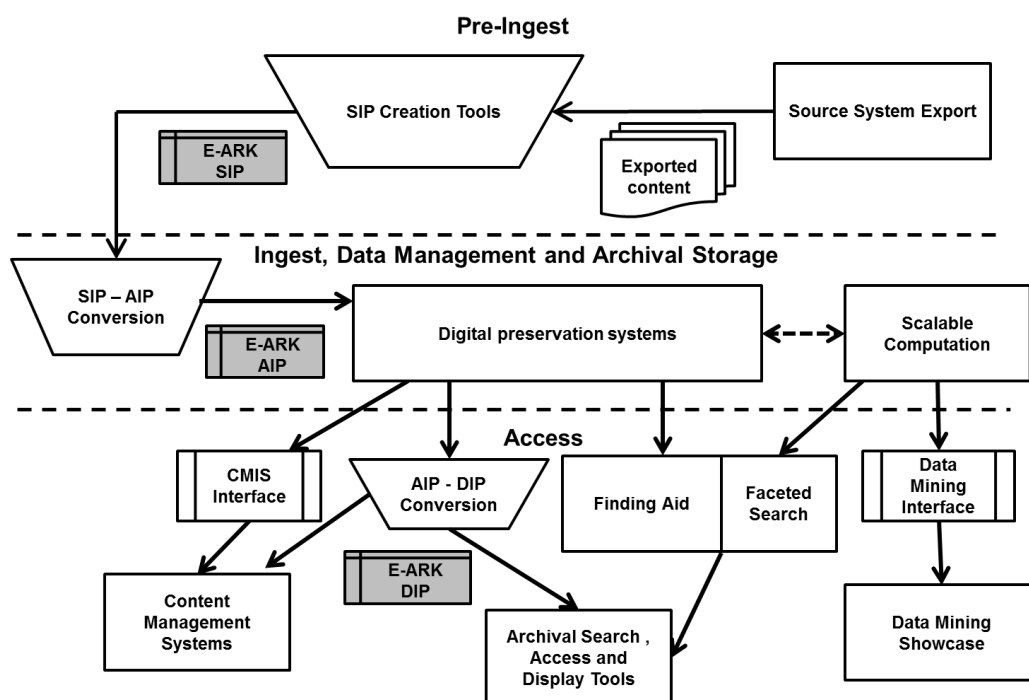 Pre-Ingest
SIP Creation Tools
Source System Export
E-ARK
SIP
Exported
content
Ingest, Data Management and Archival Storage
SIP – AIP
Conversion
E-ARK
AIP
Digital preservation systems
Scalable
Computation
Access
CMIS
Interface
AIP - DIP
Conversion
Finding Aid
Faceted
Search
Data
Mining
Interface
E-ARK
DIP
Content
Management
Systems
Archival Search ,
Access and
Display Tools
Data Mining
Showcase